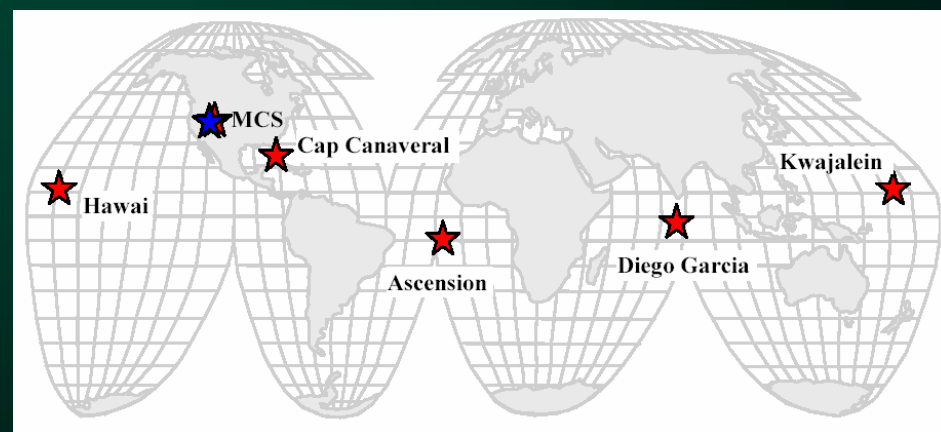 MCS
Cap Canaveral
Kwajalein
Hawai
Ascension
Diego Garcia